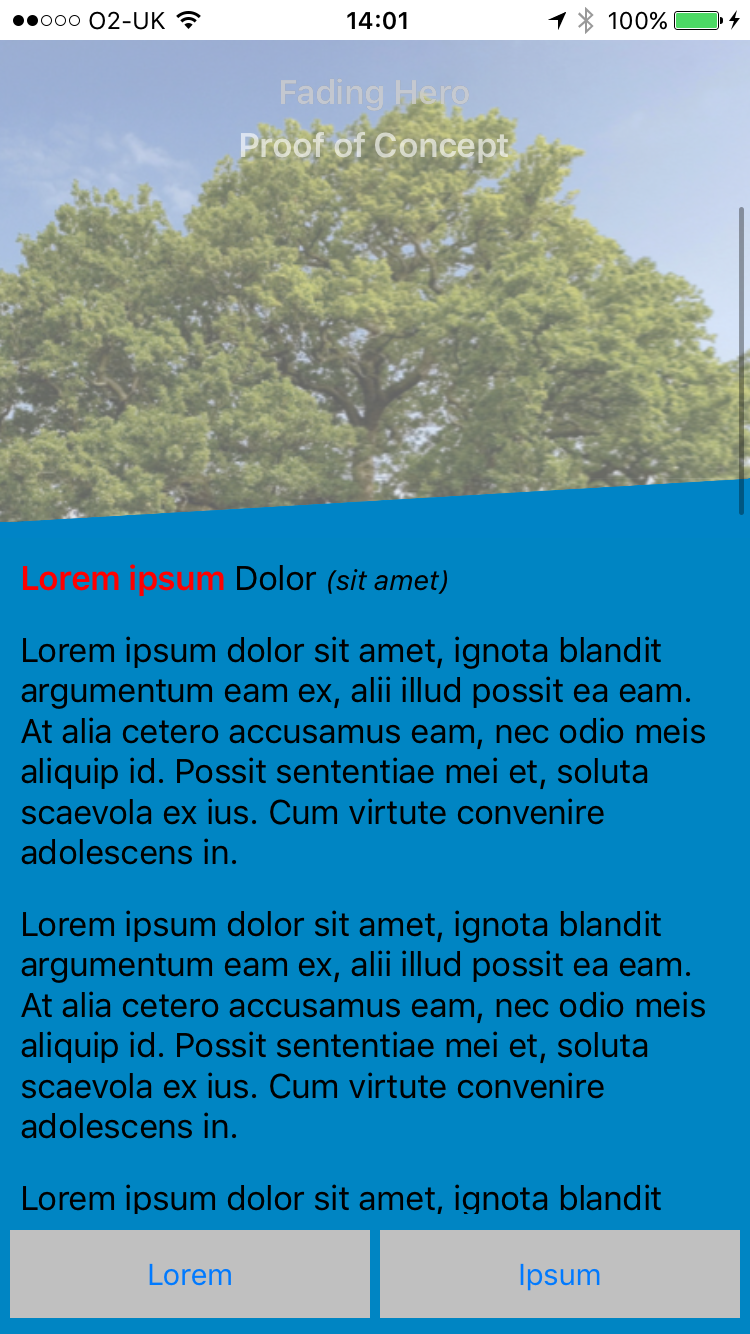 O2-UK 14:01 100%
Fading Hero
Proof of Concept
Lorem ipsum Dolor (sit amet)
Lorem ipsum dolor sit amet, ignota blandit
argumentum eam ex, alii illud possit ea eam.
At alia cetero accusamus eam, nec odio meis
aliquip id. Possit sententiae mei et, soluta
scaevola ex ius. Cum virtute convenire
adolescens in.
Lorem ipsum dolor sit amet, ignota blandit
argumentum eam ex, alii illud possit ea eam.
At alia cetero accusamus eam, nec odio meis
aliquip id. Possit sententiae mei et, soluta
scaevola ex ius. Cum virtute convenire
adolescens in.
Lorem ipsum dolor sit amet, ignota blandit
Lorem Ipsum